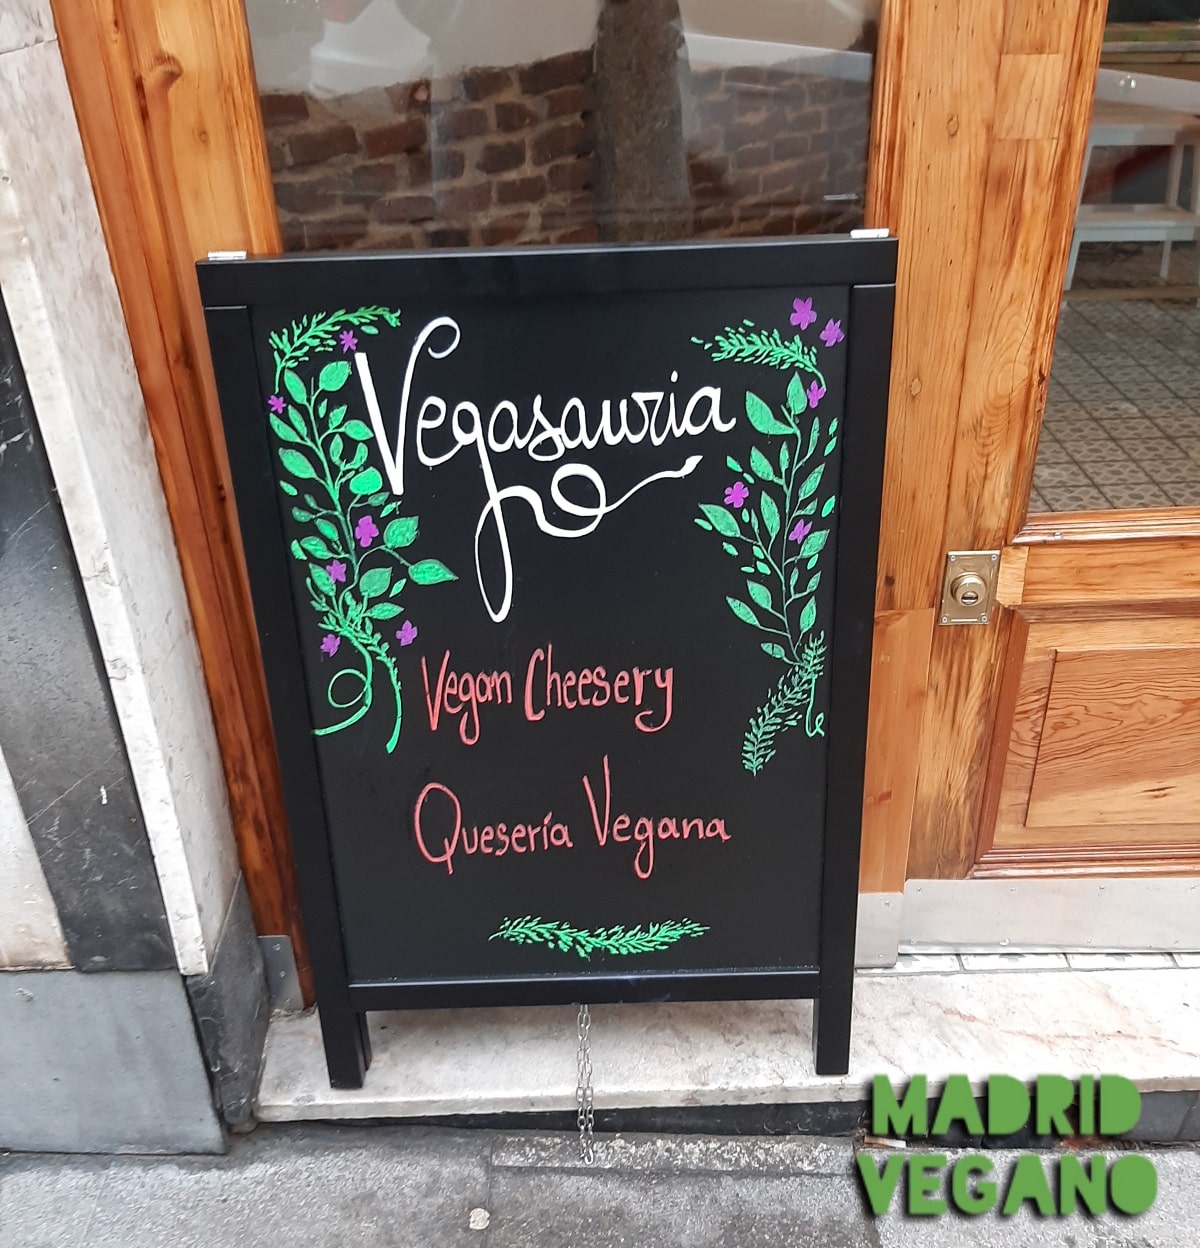 Vegasauria
Vegan Cheesery
Quesería Vegana
MADRID
VEGANO